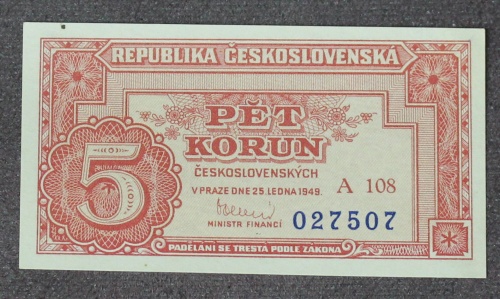 REPUBLIKA ČESKOSLOVENSKÁ
PĚT
KORUN
ČESKOSLOVENSKÝCH
V PRAZE DNE 25. LEDNA 1949.
A 108
5
MINISTR FINANCÍ
027507
PADĚLÁNÍ SE TRESTÁ PODLE ZÁKONA